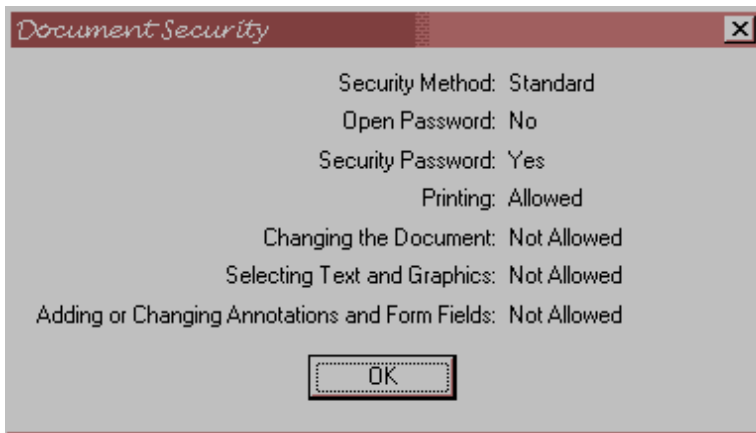 Document Security
Security Method: Standard
Open Password: No
Security Password: Yes
Printing: Allowed
Changing the Document: Not Allowed
Selecting Text and Graphics: Not Allowed
Adding or Changing Annotations and Form Fields: Not Allowed
OK